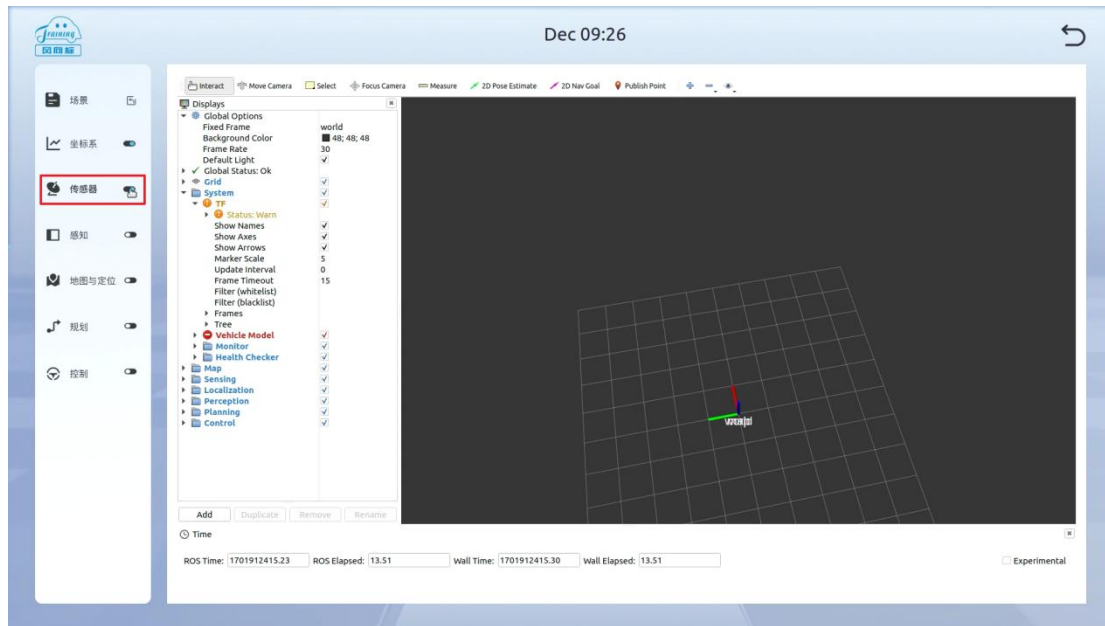 Training
风向标
Dec 09:26
场景
坐标系
传感器
感知
地图与定位
规划
控制
Interact Move Camera Select Focus Camera Measure 2D Pose Estimate 2D Nav Goal Publish Point
Displays
Global Options
Fixed Frame world
Background Color 48; 48; 48
Frame Rate 30
Default Light
Global Status: Ok
Grid
System
TF
Status: Warn
Show Names
Show Axes
Show Arrows
Marker Scale 5
Update Interval 0
Frame Timeout 15
Filter (whitelist)
Filter (blacklist)
Frames
Tree
Vehicle Model
Monitor
Health Checker
Map
Sensing
Localization
Perception
Planning
Control
Add Duplicate Remove Rename
Time
ROS Time: 1701912415.23 ROS Elapsed: 13.51 Wall Time: 1701912415.30 Wall Elapsed: 13.51 Experimental